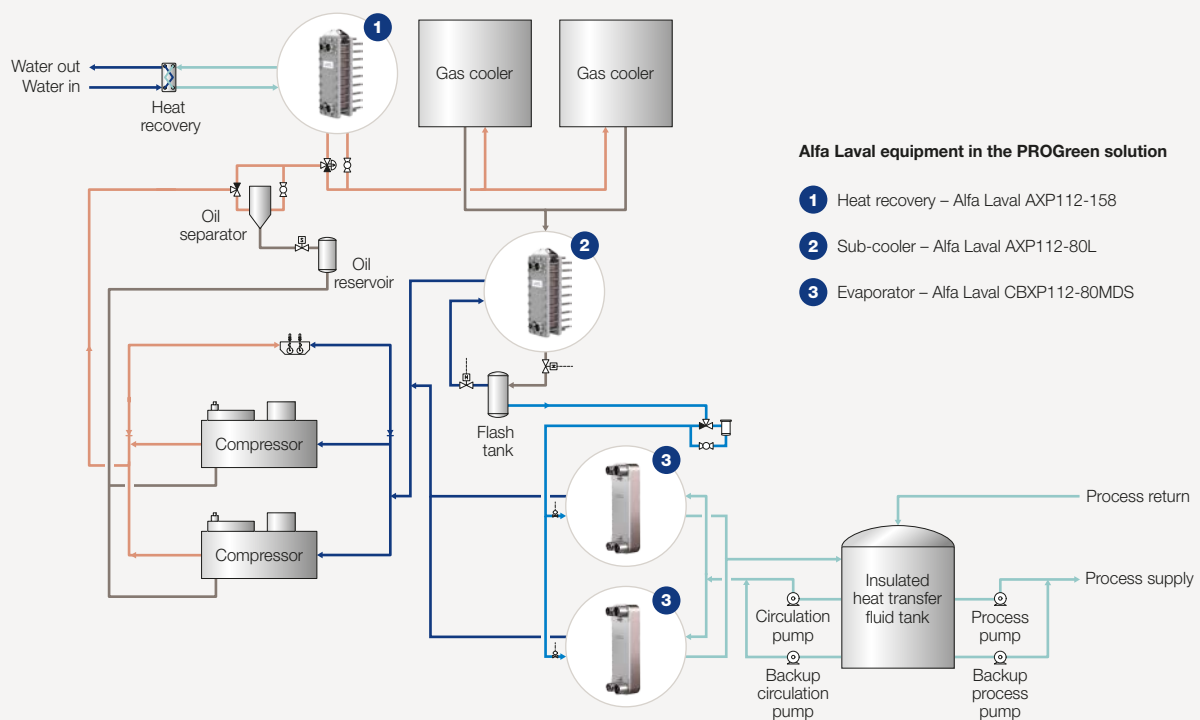 1
Water out
Water in
Heat
recovery
Gas cooler
Gas cooler
Alfa Laval equipment in the PROGreen solution
1 Heat recovery – Alfa Laval AXP112-158
2 Sub-cooler – Alfa Laval AXP112-80L
3 Evaporator – Alfa Laval CBXP112-80MDS
Oil
separator
Oil
reservoir
2
Compressor
Compressor
Flash
tank
3
3
Process return
Process supply
Insulated
heat transfer
fluid tank
Circulation
pump
Backup
circulation
pump
Process
pump
Backup
process
pump